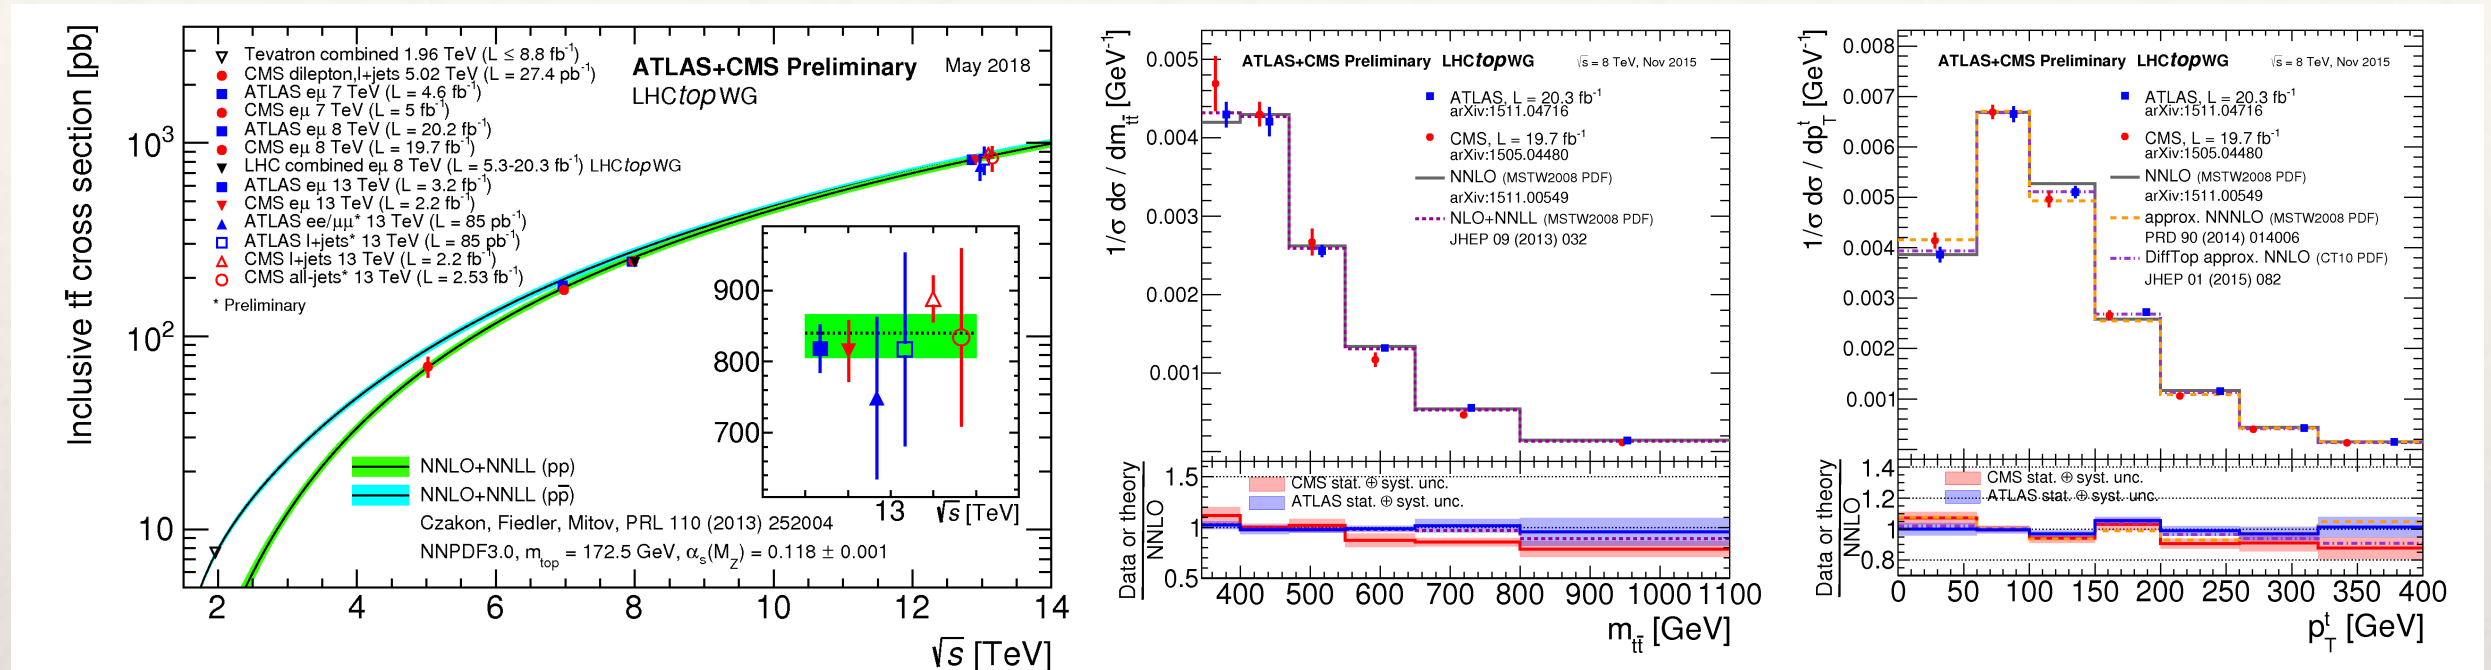 Inclusive tt̄ cross section [pb]
10³
10²
10
Tevatron combined 1.96 TeV (L ≤ 8.8 fb⁻¹)
CMS dilepton,l+jets 5.02 TeV (L = 27.4 pb⁻¹)
ATLAS eμ 7 TeV (L = 4.6 fb⁻¹)
CMS eμ 7 TeV (L = 5 fb⁻¹)
ATLAS eμ 8 TeV (L = 20.2 fb⁻¹)
CMS eμ 8 TeV (L = 19.7 fb⁻¹)
LHC combined eμ 8 TeV (L = 5.3-20.3 fb⁻¹) LHCtopWG
ATLAS eμ 13 TeV (L = 3.2 fb⁻¹)
CMS eμ 13 TeV (L = 2.2 fb⁻¹)
ATLAS ee/μμ* 13 TeV (L = 85 pb⁻¹)
ATLAS l+jets* 13 TeV (L = 85 pb⁻¹)
CMS l+jets 13 TeV (L = 2.2 fb⁻¹)
CMS all-jets* 13 TeV (L = 2.53 fb⁻¹)
* Preliminary
ATLAS+CMS Preliminary
LHCtopWG
May 2018
900
800
700
13
√s [TeV]
NNLO+NNLL (pp)
NNLO+NNLL (pp̄)
Czakon, Fiedler, Mitov, PRL 110 (2013) 252004
NNPDF3.0, m_top = 172.5 GeV, α_s(M_Z) = 0.118 ± 0.001
2 4 6 8 10 12 14
√s [TeV]
1/σ dσ / dm_tt̄ [GeV⁻¹]
0.005
0.004
0.003
0.002
0.001
ATLAS+CMS Preliminary LHCtopWG
√s = 8 TeV, Nov 2015
ATLAS, L = 20.3 fb⁻¹
arXiv:1511.04716
CMS, L = 19.7 fb⁻¹
arXiv:1505.04480
NNLO (MSTW2008 PDF)
arXiv:1511.00549
NLO+NNLL (MSTW2008 PDF)
JHEP 09 (2013) 032
Data or theory
NNLO
1.5
1
0.5
CMS stat. ⊕ syst. unc.
ATLAS stat. ⊕ syst. unc.
400 500 600 700 800 900 1000 1100
m_tt̄ [GeV]
1/σ dσ / dp_T^t [GeV⁻¹]
0.008
0.007
0.006
0.005
0.004
0.003
0.002
0.001
ATLAS+CMS Preliminary LHCtopWG
√s = 8 TeV, Nov 2015
ATLAS, L = 20.3 fb⁻¹
arXiv:1511.04716
CMS, L = 19.7 fb⁻¹
arXiv:1505.04480
NNLO (MSTW2008 PDF)
arXiv:1511.00549
approx. NNNLO (MSTW2008 PDF)
PRD 90 (2014) 014006
DiffTop approx. NNLO (CT10 PDF)
JHEP 01 (2015) 082
Data or theory
NNLO
1.4
1.2
1
0.8
CMS stat. ⊕ syst. unc.
ATLAS stat. ⊕ syst. unc.
0 50 100 150 200 250 300 350 400
p_T^t [GeV]